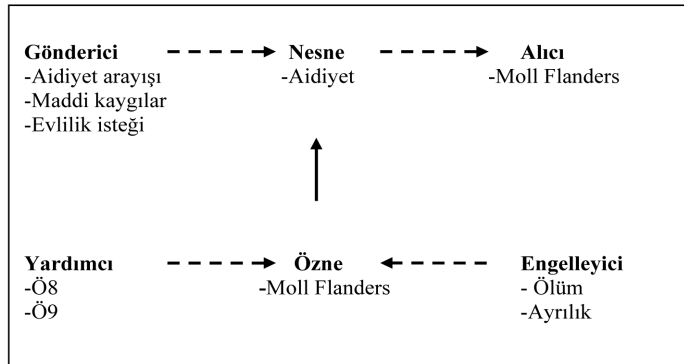 Gönderici Nesne Alıcı
-Aidiyet arayışı -Aidiyet -Moll Flanders
-Maddi kaygılar
-Evlilik isteği
Yardımcı Özne Engelleyici
-Ö8 -Moll Flanders - Ölüm
-Ö9 -Ayrılık